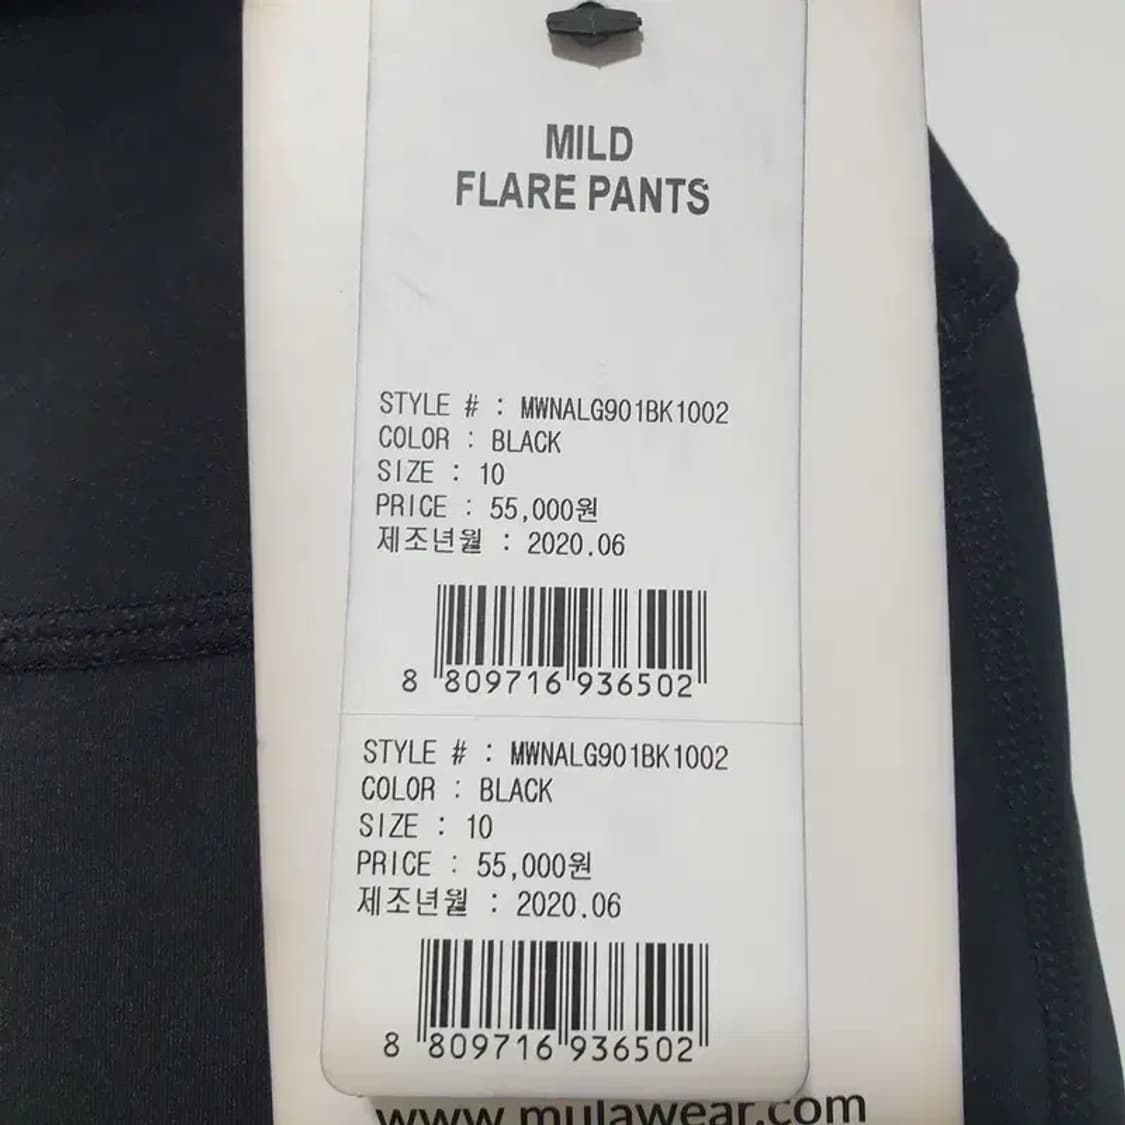 MILD
FLARE PANTS
STYLE # : MWNALG901BK1002
COLOR : BLACK
SIZE : 10
PRICE : 55,000원
제조년월 : 2020.06
8 809716 936502
STYLE # : MWNALG901BK1002
COLOR : BLACK
SIZE : 10
PRICE : 55,000원
제조년월 : 2020.06
8 809716 936502
www.mulawear.com